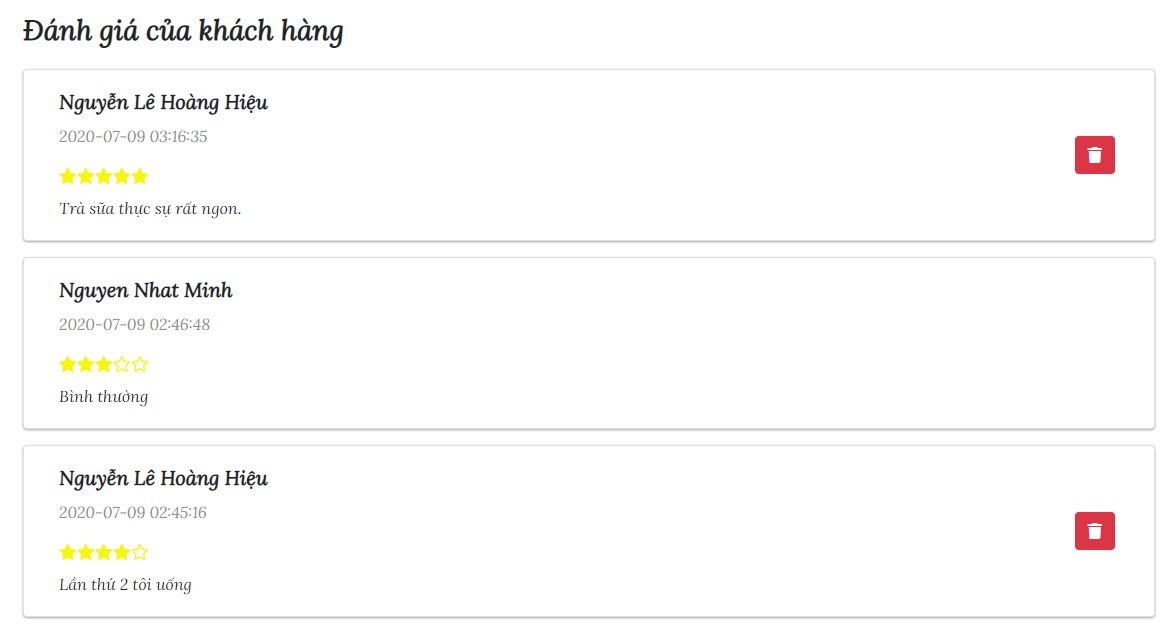 Đánh giá của khách hàng
Nguyễn Lê Hoàng Hiệu
2020-07-09 03:16:35
Trà sữa thực sự rất ngon.
Nguyen Nhat Minh
2020-07-09 02:46:48
Bình thường
Nguyễn Lê Hoàng Hiệu
2020-07-09 02:45:16
Lần thứ 2 tôi uống